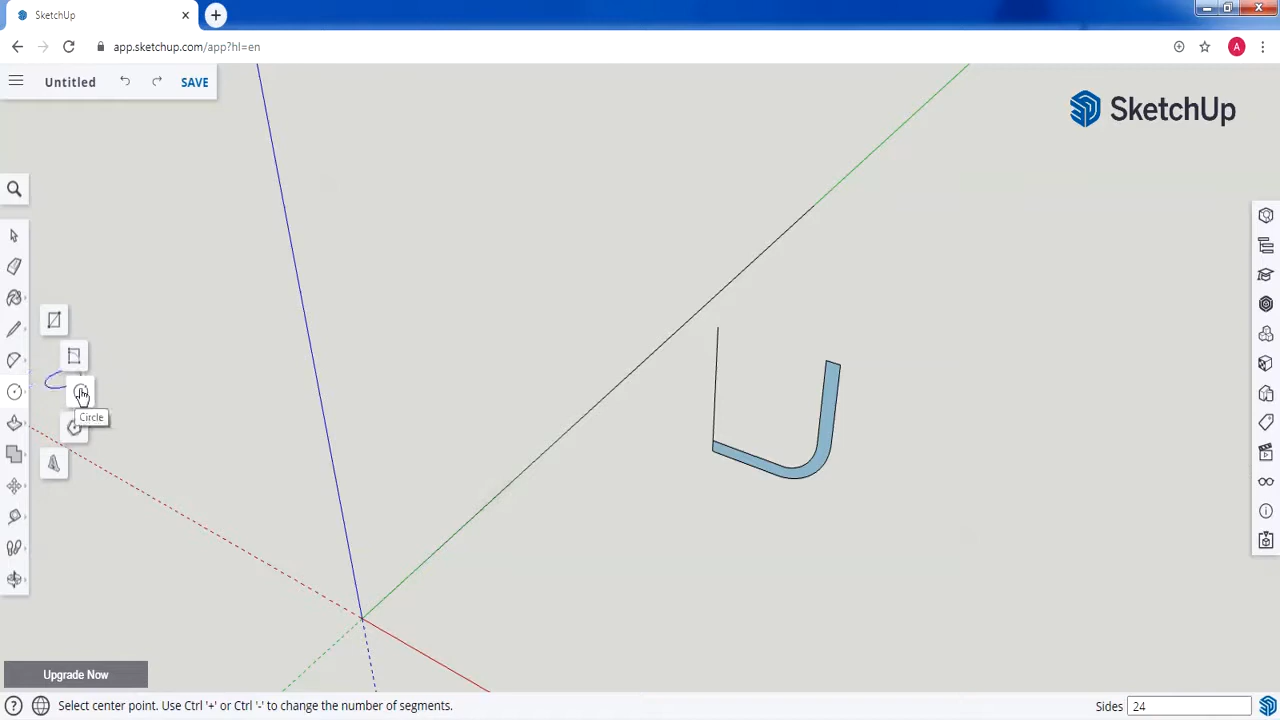 SketchUp
app.sketchup.com/app?hl=en
A
Untitled
SAVE
SketchUp
Circle
Upgrade Now
Select center point. Use Ctrl '+' or Ctrl '-' to change the number of segments.
Sides
24